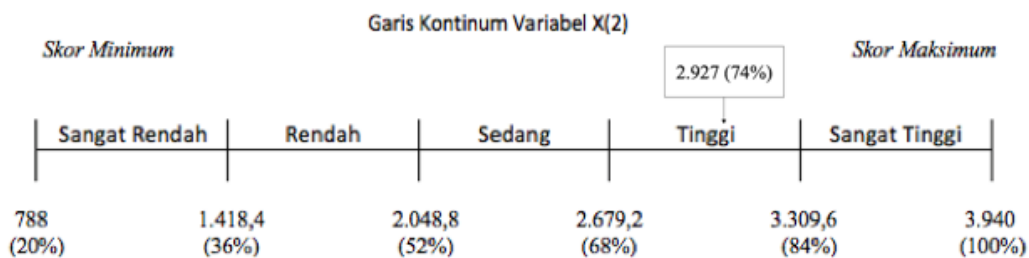 Garis Kontinum Variabel X(2)
Skor Minimum
Skor Maksimum
2.927 (74%)
Sangat Rendah
Rendah
Sedang
Tinggi
Sangat Tinggi
788
(20%)
1.418,4
(36%)
2.048,8
(52%)
2.679,2
(68%)
3.309,6
(84%)
3.940
(100%)